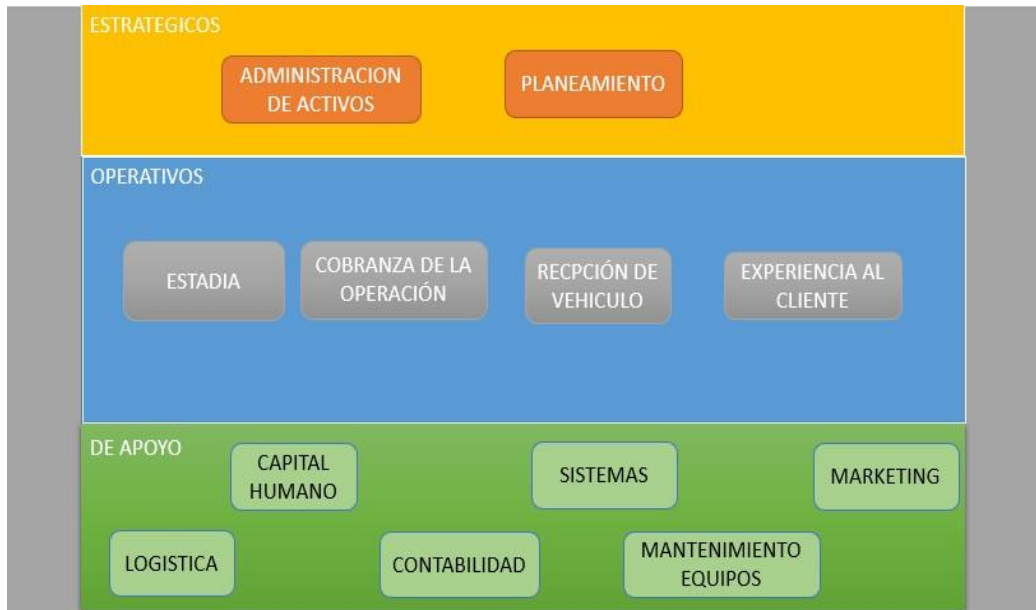 ESTRATEGICOS
ADMINISTRACION
DE ACTIVOS
PLANEAMIENTO
OPERATIVOS
ESTADIA
COBRANZA DE LA
OPERACIÓN
RECPCIÓN DE
VEHICULO
EXPERIENCIA AL
CLIENTE
DE APOYO
CAPITAL
HUMANO
SISTEMAS
MARKETING
LOGISTICA
CONTABILIDAD
MANTENIMIENTO
EQUIPOS